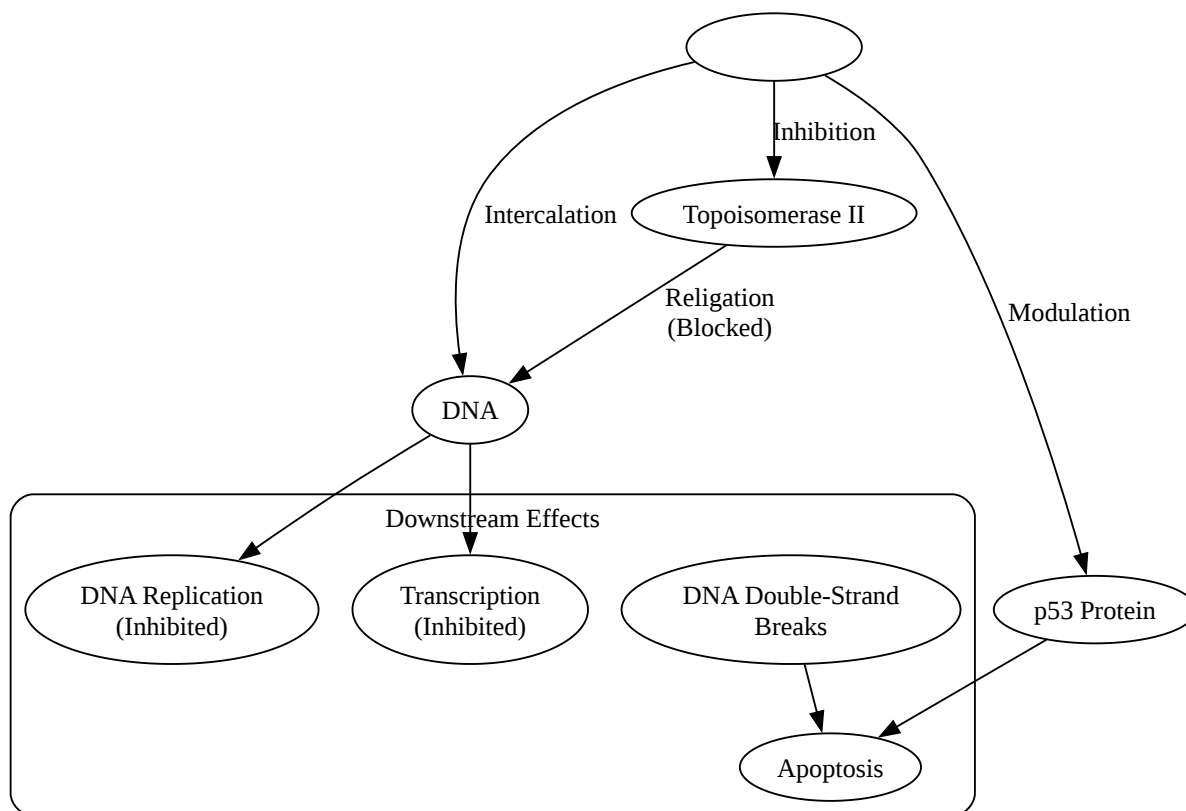 Inhibition
Intercalation
Topoisomerase II
Religation
(Blocked)
Modulation
DNA
Downstream Effects
DNA Replication
(Inhibited)
Transcription
(Inhibited)
DNA Double-Strand
Breaks
p53 Protein
Apoptosis